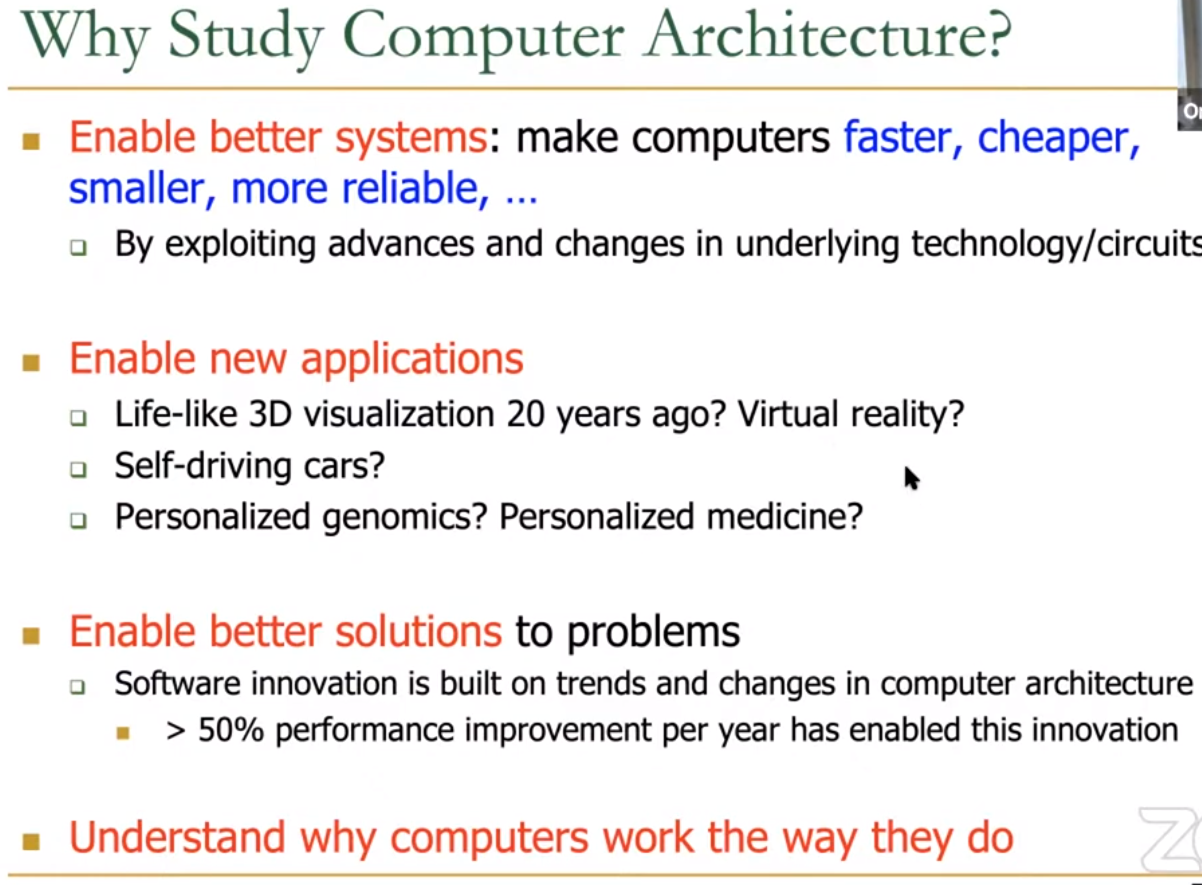 Why Study Computer Architecture?
Enable better systems: make computers faster, cheaper,
smaller, more reliable, ...
By exploiting advances and changes in underlying technology/circuits
Enable new applications
Life-like 3D visualization 20 years ago? Virtual reality?
Self-driving cars?
Personalized genomics? Personalized medicine?
Enable better solutions to problems
Software innovation is built on trends and changes in computer architecture
> 50% performance improvement per year has enabled this innovation
Understand why computers work the way they do